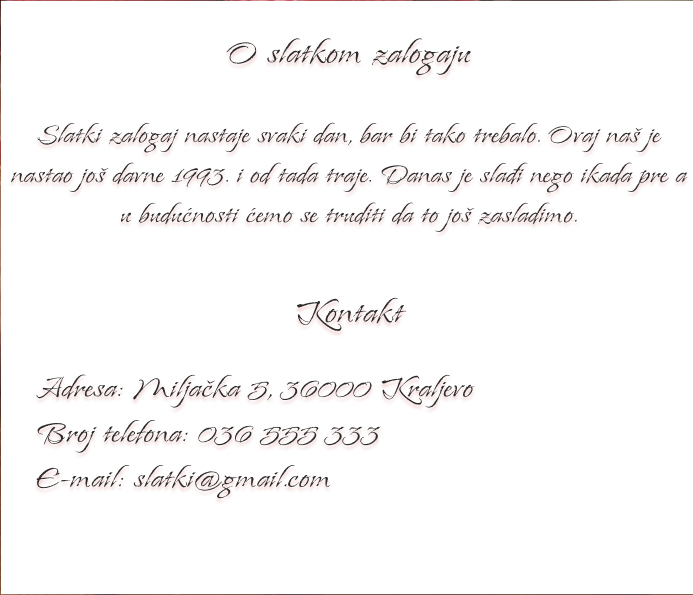 O slatkom zalogaju
Slatki zalogaj nastaje svaki dan, bar bi tako trebalo. Ovaj naš je
nastao još davne 1993. i od tada traje. Danas je slađi nego ikada pre a
u budućnosti ćemo se truditi da to još zasladimo.
Kontakt
Adresa: Miljačka 5, 36000 Kraljevo
Broj telefona: 036 555 333
E-mail: slatki@gmail.com